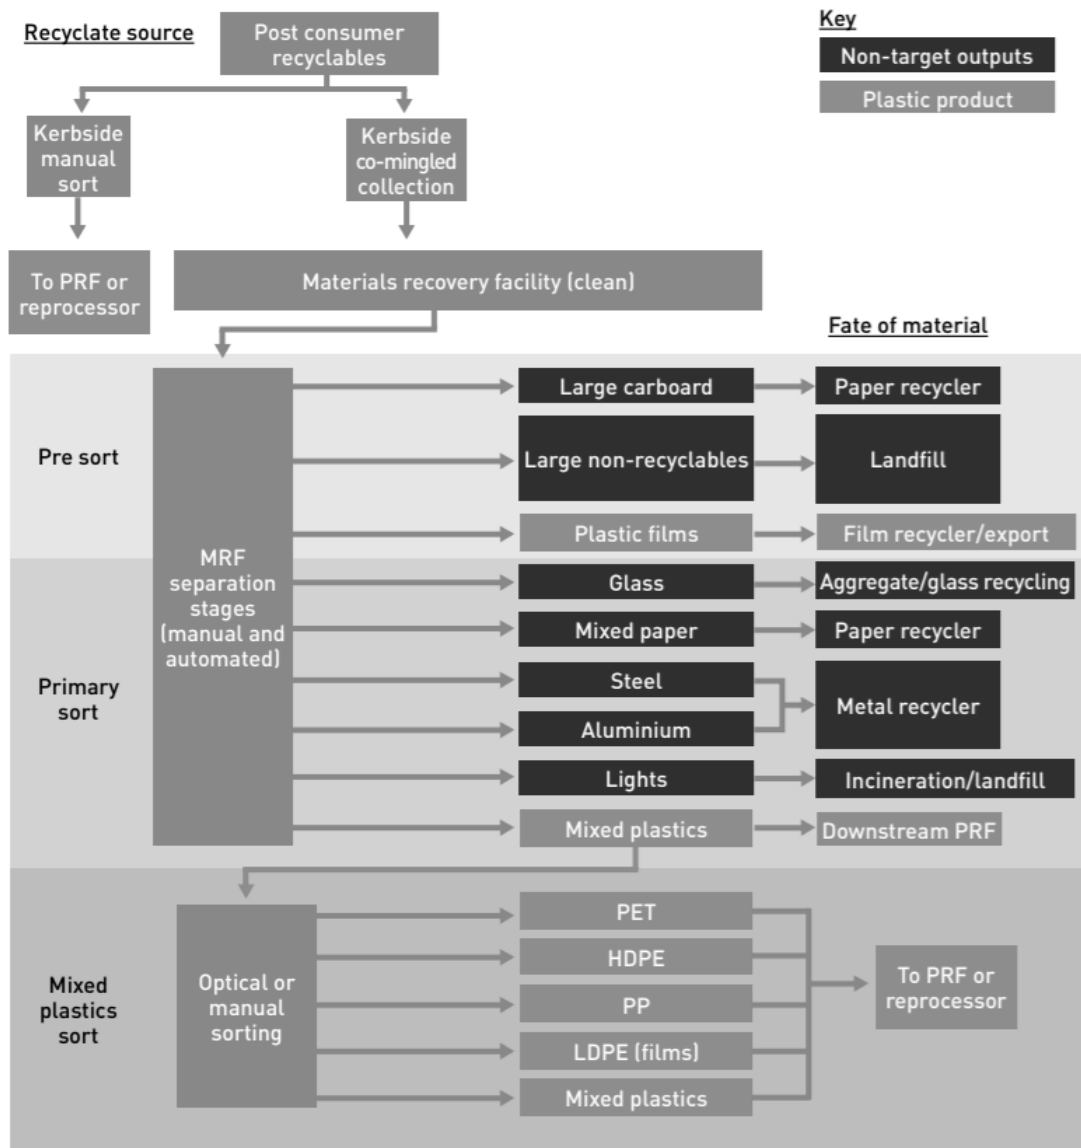 Recyclate source
Post consumer
recyclables
Key
Non-target outputs
Plastic product
Kerbside
manual
sort
Kerbside
co-mingled
collection
To PRF or
reprocessor
Materials recovery facility (clean)
Fate of material
Pre sort
Large carboard
Paper recycler
Large non-recyclables
Landfill
Plastic films
Film recycler/export
MRF
separation
stages
(manual and
automated)
Primary
sort
Glass
Aggregate/glass recycling
Mixed paper
Paper recycler
Steel
Aluminium
Metal recycler
Lights
Incineration/landfill
Mixed plastics
Downstream PRF
Mixed
plastics
sort
Optical or
manual
sorting
PET
HDPE
PP
LDPE (films)
Mixed plastics
To PRF or
reprocessor